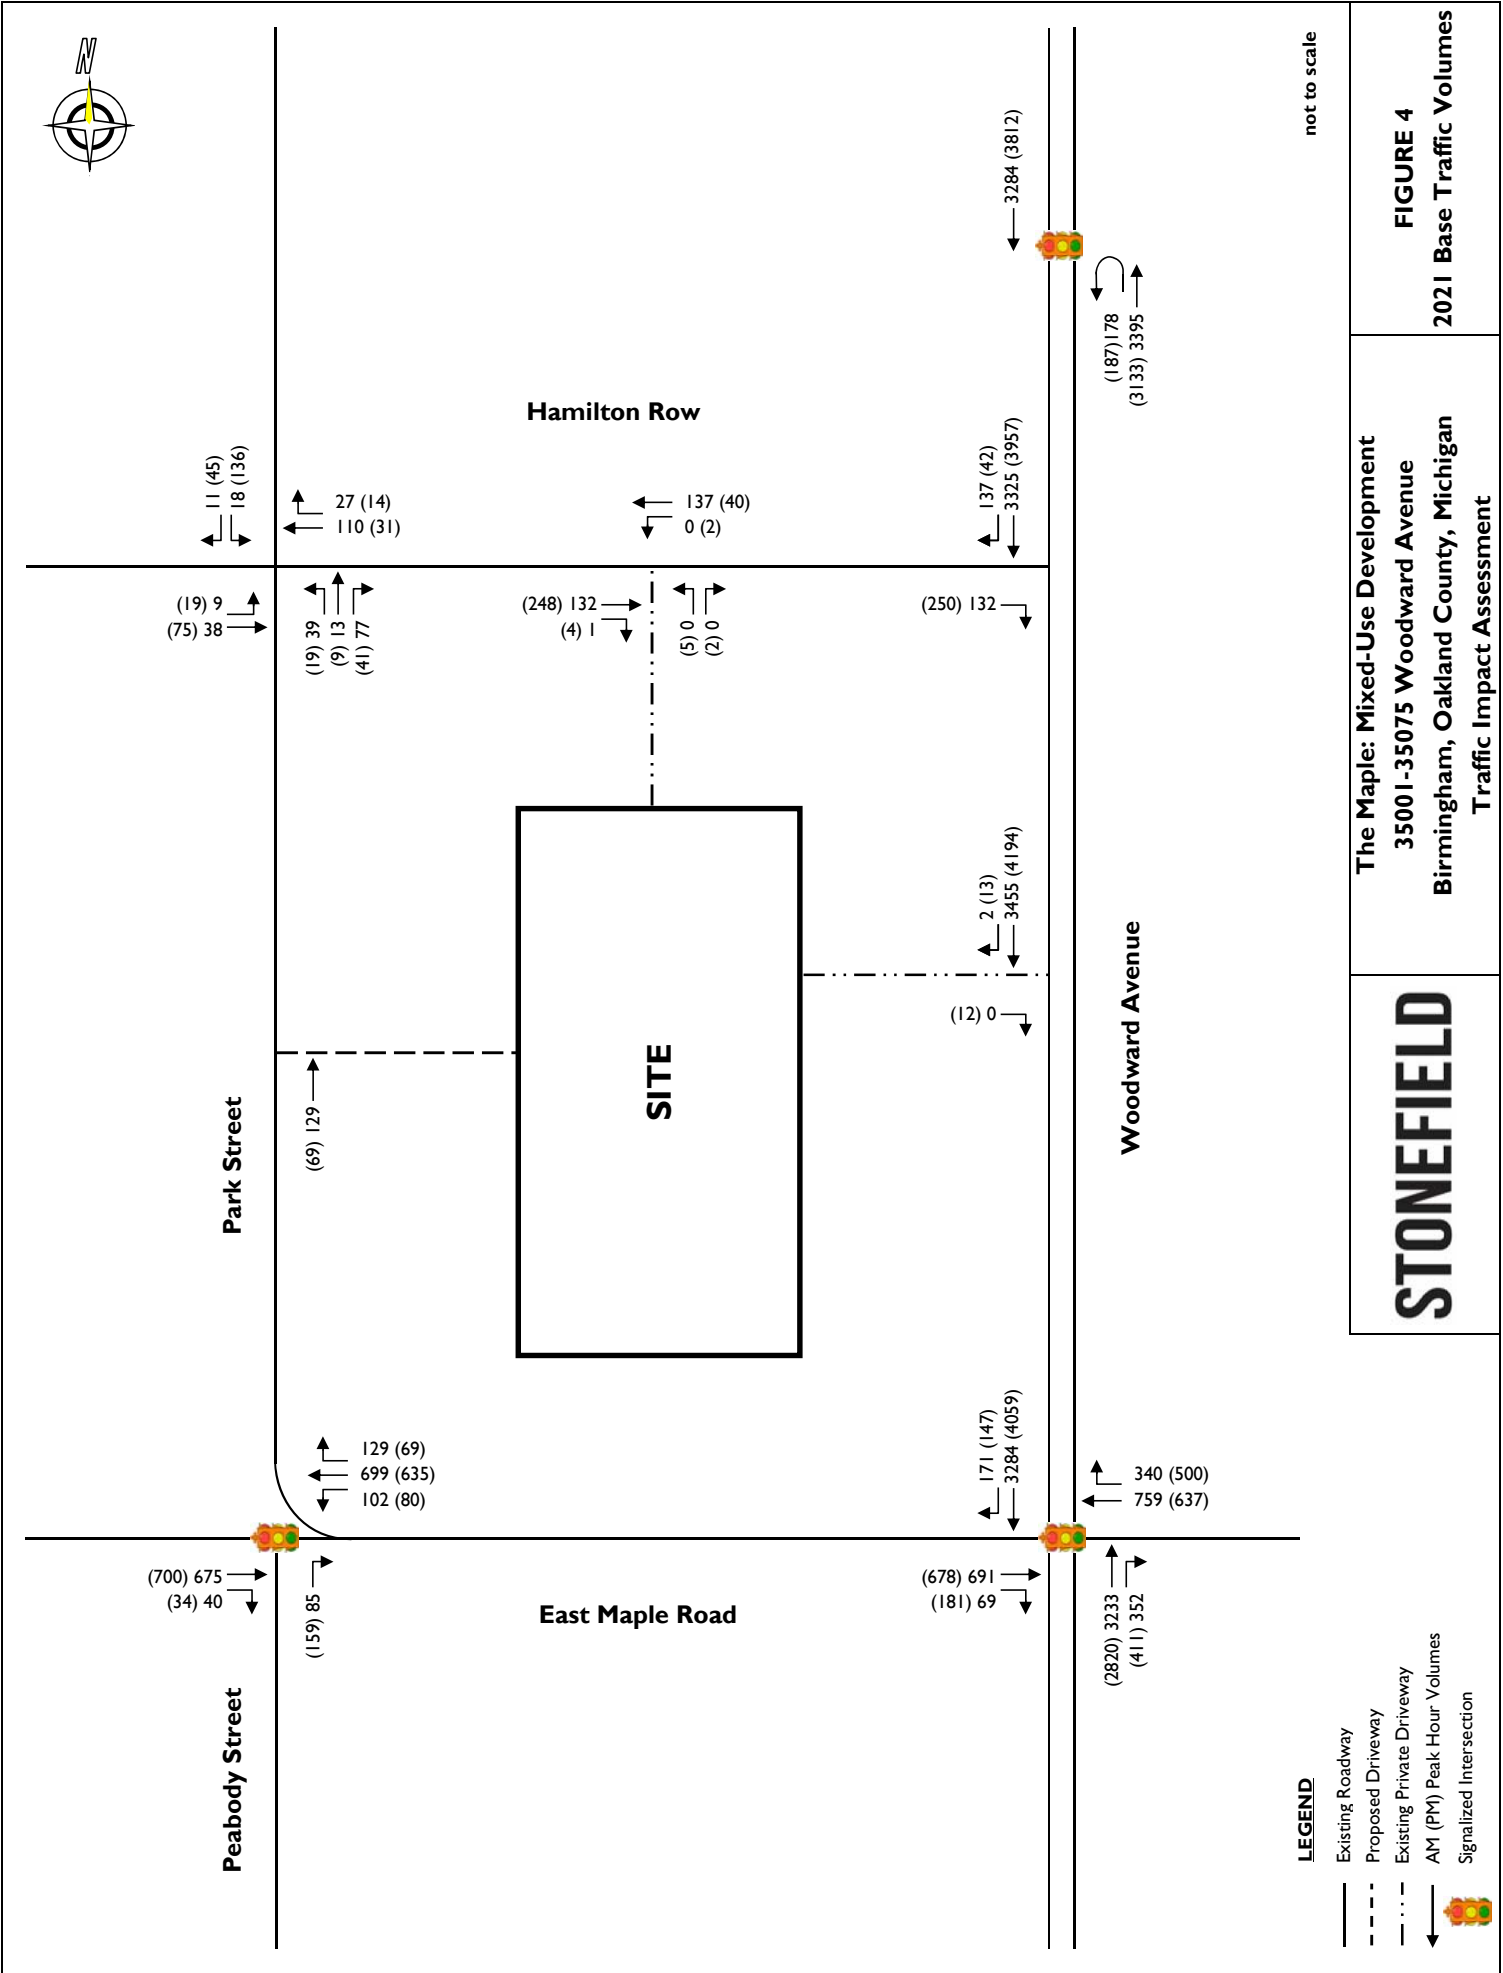 N
not to scale
3284 (3812)
(187)178
(3133) 3395
Hamilton Row
11 (45)
18 (136)
27 (14)
110 (31)
137 (40)
0 (2)
137 (42)
3325 (3957)
(19) 9
(75) 38
(19) 39
(9) 13
(41) 77
(248) 132
(4) 1
(5) 0
(2) 0
(250) 132
2 (13)
3455 (4194)
(12) 0
SITE
Park Street
(69) 129
Woodward Avenue
129 (69)
699 (635)
102 (80)
171 (147)
3284 (4059)
340 (500)
759 (637)
(700) 675
(34) 40
(159) 85
East Maple Road
(678) 691
(181) 69
(2820) 3233
(411) 352
Peabody Street
LEGEND
Existing Roadway
Proposed Driveway
Existing Private Driveway
AM (PM) Peak Hour Volumes
Signalized Intersection
STONEFIELD
The Maple: Mixed-Use Development
35001-35075 Woodward Avenue
Birmingham, Oakland County, Michigan
Traffic Impact Assessment
FIGURE 4
2021 Base Traffic Volumes